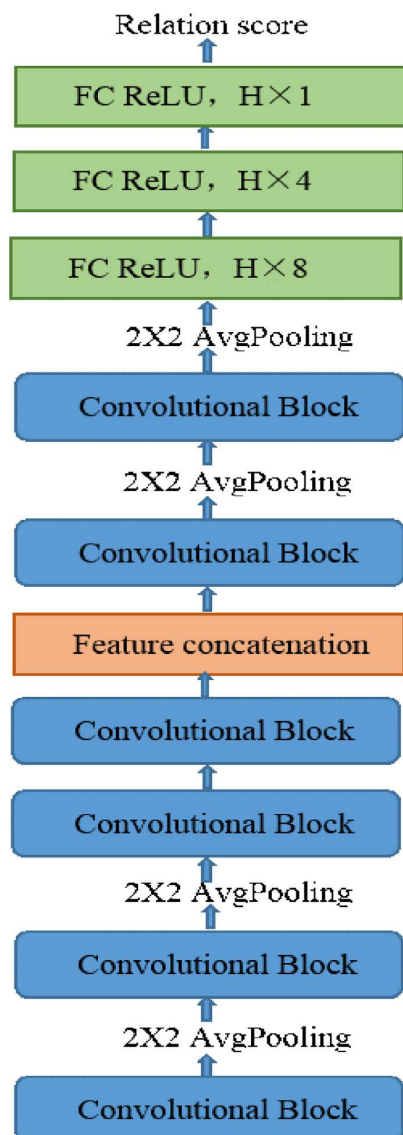 Relation score
FC ReLU，H×1
FC ReLU，H×4
FC ReLU，H×8
2X2 AvgPooling
Convolutional Block
2X2 AvgPooling
Convolutional Block
Feature concatenation
Convolutional Block
Convolutional Block
2X2 AvgPooling
Convolutional Block
2X2 AvgPooling
Convolutional Block